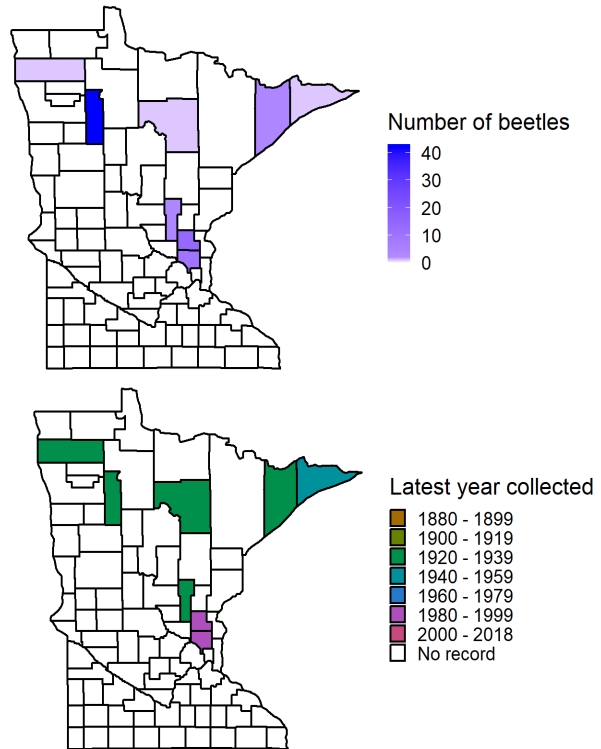 Number of beetles
40
30
20
10
0
Latest year collected
1880 - 1899
1900 - 1919
1920 - 1939
1940 - 1959
1960 - 1979
1980 - 1999
2000 - 2018
No record